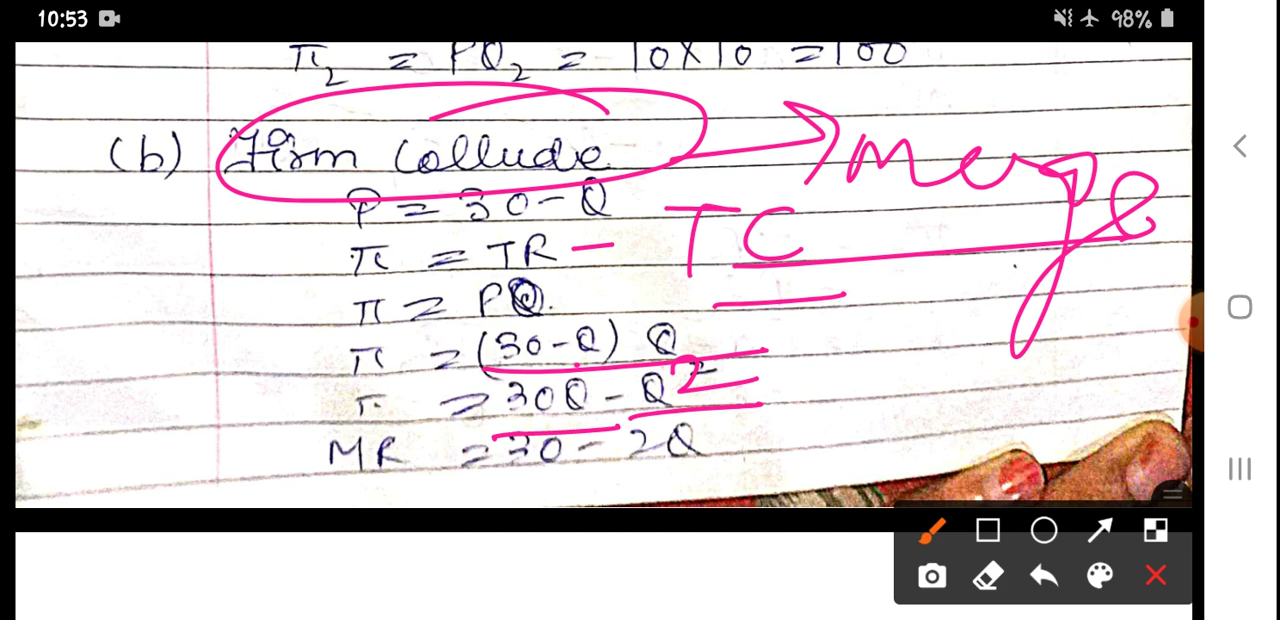 10:53 98%
π₂ = PQ₂ = 10×10 = 100
(b) Firm Collude → Merge
P = 30-Q
π = TR - TC
π = PQ.
π = (30-Q) Q
π = 30Q - Q²
MR = 30 - 2Q